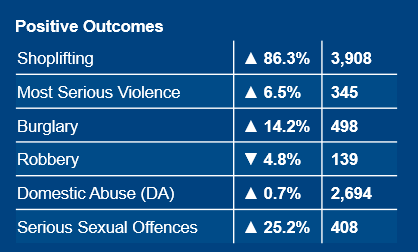 Positive Outcomes
Shoplifting ▲ 86.3% 3,908
Most Serious Violence ▲ 6.5% 345
Burglary ▲ 14.2% 498
Robbery ▼ 4.8% 139
Domestic Abuse (DA) ▲ 0.7% 2,694
Serious Sexual Offences ▲ 25.2% 408